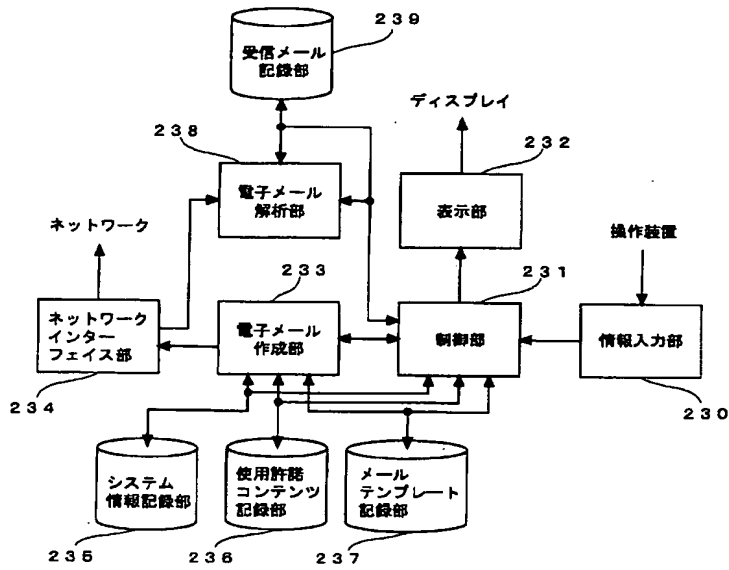 239
受信メール
記録部
ディスプレイ
238
232
電子メール
解析部
表示部
ネットワーク
操作装置
233
231
ネットワーク
インター
フェイス部
電子メール
作成部
制御部
情報入力部
234
230
システム
情報記録部
使用許諾
コンテンツ
記録部
メール
テンプレート
記録部
235
236
237